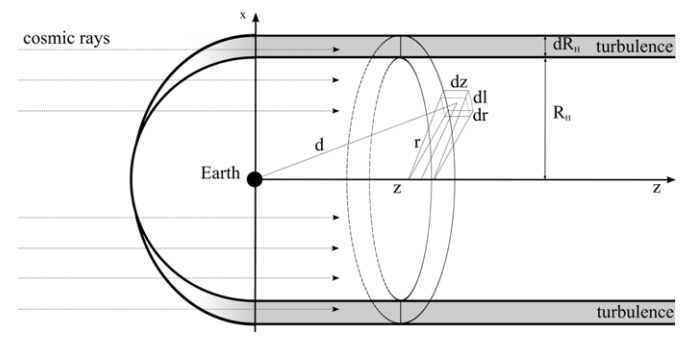 x
cosmic rays
dR_H
turbulence
dz
dl
dr
R_H
r
d
Earth
z
z
turbulence